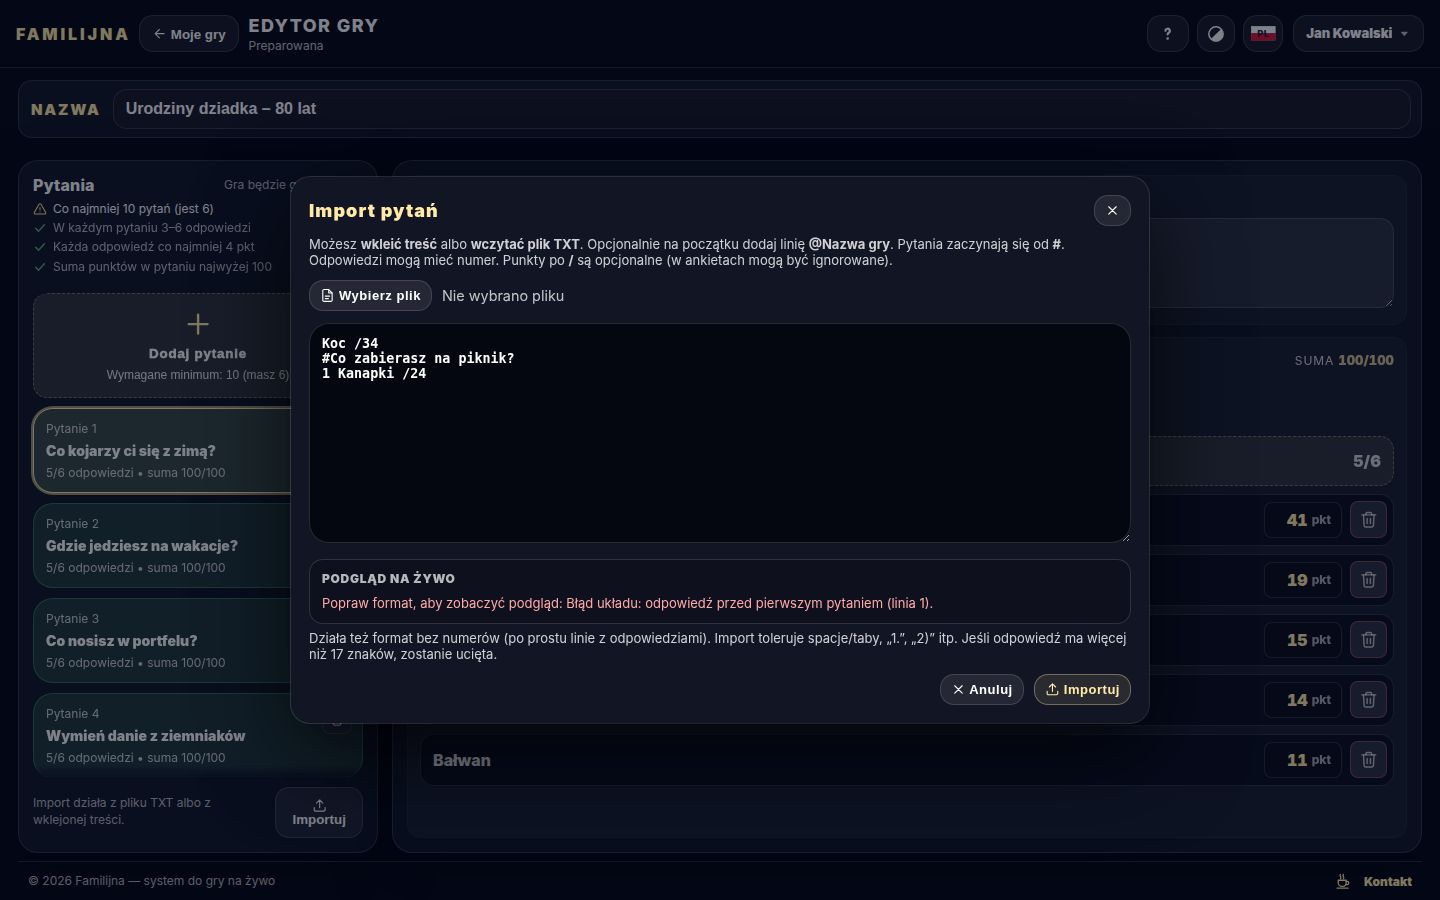 FAMILIJNA
← Moje gry
EDYTOR GRY
Preparowana
?
PL
Jan Kowalski
NAZWA
Urodziny dziadka – 80 lat
Pytania
Gra będzie
Co najmniej 10 pytań (jest 6)
W każdym pytaniu 3–6 odpowiedzi
Każda odpowiedź co najmniej 4 pkt
Suma punktów w pytaniu najwyżej 100
Dodaj pytanie
Wymagane minimum: 10 (masz 6)
Pytanie 1
Co kojarzy ci się z zimą?
5/6 odpowiedzi • suma 100/100
Pytanie 2
Gdzie jedziesz na wakacje?
5/6 odpowiedzi • suma 100/100
Pytanie 3
Co nosisz w portfelu?
5/6 odpowiedzi • suma 100/100
Pytanie 4
Wymień danie z ziemniaków
5/6 odpowiedzi • suma 100/100
Import działa z pliku TXT albo z
wklejonej treści.
Importuj
Import pytań
Możesz wkleić treść albo wczytać plik TXT. Opcjonalnie na początku dodaj linię @Nazwa gry. Pytania zaczynają się od #.
Odpowiedzi mogą mieć numer. Punkty po / są opcjonalne (w ankietach mogą być ignorowane).
Wybierz plik
Nie wybrano pliku
Koc /34
#Co zabierasz na piknik?
1 Kanapki /24
PODGLĄD NA ŻYWO
Popraw format, aby zobaczyć podgląd: Błąd układu: odpowiedź przed pierwszym pytaniem (linia 1).
Działa też format bez numerów (po prostu linie z odpowiedziami). Import toleruje spacje/taby, „1.”, „2)” itp. Jeśli odpowiedź ma więcej
niż 17 znaków, zostanie ucięta.
Anuluj
Importuj
SUMA 100/100
5/6
41 pkt
19 pkt
15 pkt
14 pkt
Bałwan
11 pkt
© 2026 Familijna — system do gry na żywo
Kontakt